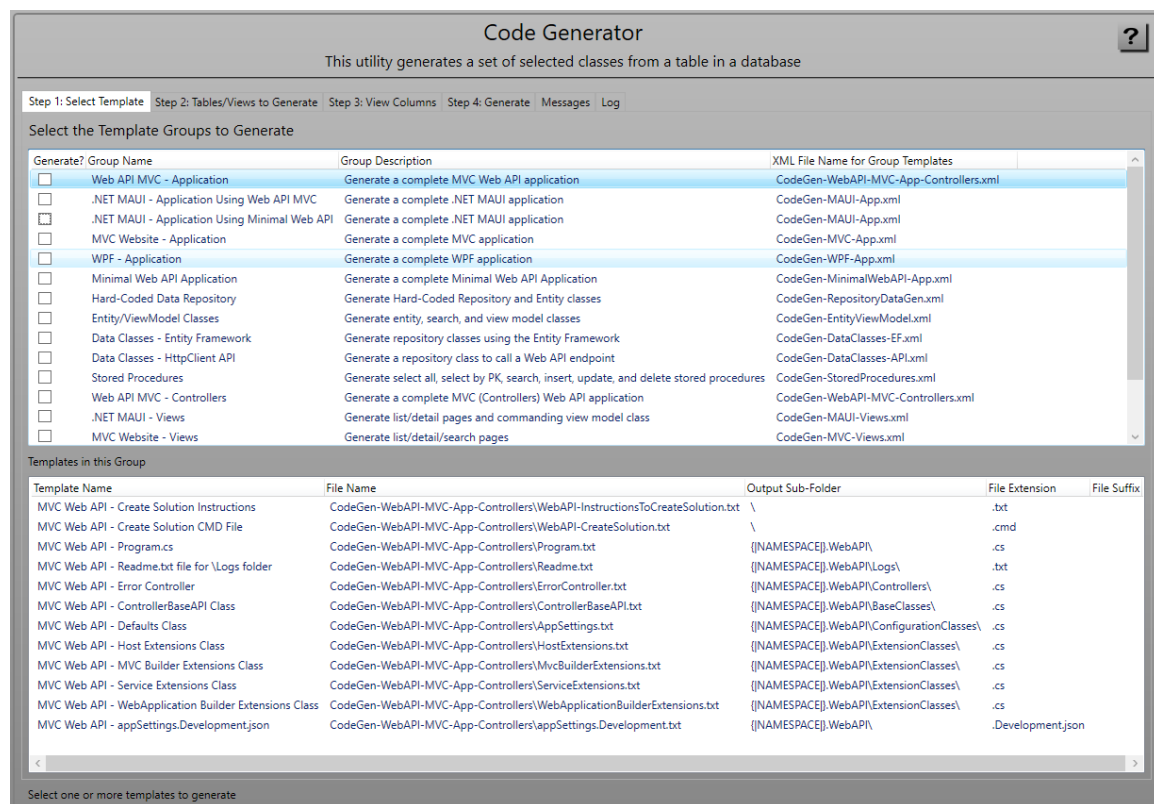 Code Generator
?
This utility generates a set of selected classes from a table in a database
Step 1: Select Template Step 2: Tables/Views to Generate Step 3: View Columns Step 4: Generate Messages Log
Select the Template Groups to Generate
Generate? Group Name Group Description XML File Name for Group Templates
Web API MVC - Application Generate a complete MVC Web API application CodeGen-WebAPI-MVC-App-Controllers.xml
.NET MAUI - Application Using Web API MVC Generate a complete .NET MAUI application CodeGen-MAUI-App.xml
.NET MAUI - Application Using Minimal Web API Generate a complete .NET MAUI application CodeGen-MAUI-App.xml
MVC Website - Application Generate a complete MVC application CodeGen-MVC-App.xml
WPF - Application Generate a complete WPF application CodeGen-WPF-App.xml
Minimal Web API Application Generate a complete Minimal Web API Application CodeGen-MinimalWebAPI-App.xml
Hard-Coded Data Repository Generate Hard-Coded Repository and Entity classes CodeGen-RepositoryDataGen.xml
Entity/ViewModel Classes Generate entity, search, and view model classes CodeGen-EntityViewModel.xml
Data Classes - Entity Framework Generate repository classes using the Entity Framework CodeGen-DataClasses-EF.xml
Data Classes - HttpClient API Generate a repository class to call a Web API endpoint CodeGen-DataClasses-API.xml
Stored Procedures Generate select all, select by PK, search, insert, update, and delete stored procedures CodeGen-StoredProcedures.xml
Web API MVC - Controllers Generate a complete MVC (Controllers) Web API application CodeGen-WebAPI-MVC-Controllers.xml
.NET MAUI - Views Generate list/detail pages and commanding view model class CodeGen-MAUI-Views.xml
MVC Website - Views Generate list/detail/search pages CodeGen-MVC-Views.xml
Templates in this Group
Template Name File Name Output Sub-Folder File Extension File Suffix
MVC Web API - Create Solution Instructions CodeGen-WebAPI-MVC-App-Controllers\WebAPI-InstructionsToCreateSolution.txt \ .txt
MVC Web API - Create Solution CMD File CodeGen-WebAPI-MVC-App-Controllers\WebAPI-CreateSolution.txt \ .cmd
MVC Web API - Program.cs CodeGen-WebAPI-MVC-App-Controllers\Program.txt {|NAMESPACE|}.WebAPI\ .cs
MVC Web API - Readme.txt file for \Logs folder CodeGen-WebAPI-MVC-App-Controllers\Readme.txt {|NAMESPACE|}.WebAPI\Logs\ .txt
MVC Web API - Error Controller CodeGen-WebAPI-MVC-App-Controllers\ErrorController.txt {|NAMESPACE|}.WebAPI\Controllers\ .cs
MVC Web API - ControllerBaseAPI Class CodeGen-WebAPI-MVC-App-Controllers\ControllerBaseAPI.txt {|NAMESPACE|}.WebAPI\BaseClasses\ .cs
MVC Web API - Defaults Class CodeGen-WebAPI-MVC-App-Controllers\AppSettings.txt {|NAMESPACE|}.WebAPI\ConfigurationClasses\ .cs
MVC Web API - Host Extensions Class CodeGen-WebAPI-MVC-App-Controllers\HostExtensions.txt {|NAMESPACE|}.WebAPI\ExtensionClasses\ .cs
MVC Web API - MVC Builder Extensions Class CodeGen-WebAPI-MVC-App-Controllers\MvcBuilderExtensions.txt {|NAMESPACE|}.WebAPI\ExtensionClasses\ .cs
MVC Web API - Service Extensions Class CodeGen-WebAPI-MVC-App-Controllers\ServiceExtensions.txt {|NAMESPACE|}.WebAPI\ExtensionClasses\ .cs
MVC Web API - WebApplication Builder Extensions Class CodeGen-WebAPI-MVC-App-Controllers\WebApplicationBuilderExtensions.txt {|NAMESPACE|}.WebAPI\ExtensionClasses\ .cs
MVC Web API - appSettings.Development.json CodeGen-WebAPI-MVC-App-Controllers\appSettings.Development.txt {|NAMESPACE|}.WebAPI\ .Development.json
Select one or more templates to generate